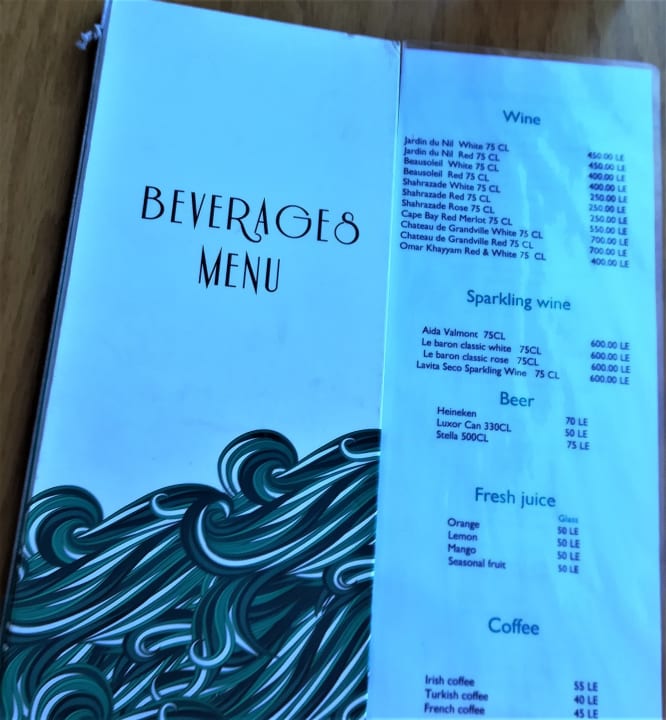 BEVERAGES
MENU
Wine
Jardin du Nil White 75 CL 450.00 LE
Jardin du Nil Red 75 CL 450.00 LE
Beausoleil White 75 CL 400.00 LE
Beausoleil Red 75 CL 400.00 LE
Shahrazade White 75 CL 250.00 LE
Shahrazade Red 75 CL 250.00 LE
Shahrazade Rose 75 CL 250.00 LE
Cape Bay Red Merlot 75 CL 550.00 LE
Chateau de Grandville White 75 CL 700.00 LE
Chateau de Grandville Red 75 CL 700.00 LE
Omar Khayyam Red & White 75 CL 400.00 LE
Sparkling wine
Aida Valmont 75CL 600.00 LE
Le baron classic white 75CL 600.00 LE
Le baron classic rose 75CL 600.00 LE
Lavita Seco Sparkling Wine 75 CL 600.00 LE
Beer
Heineken 70 LE
Luxor Can 330CL 50 LE
Stella 500CL 75 LE
Fresh juice
Glass
Orange 50 LE
Lemon 50 LE
Mango 50 LE
Seasonal fruit 50 LE
Coffee
Irish coffee 55 LE
Turkish coffee 40 LE
French coffee 45 LE